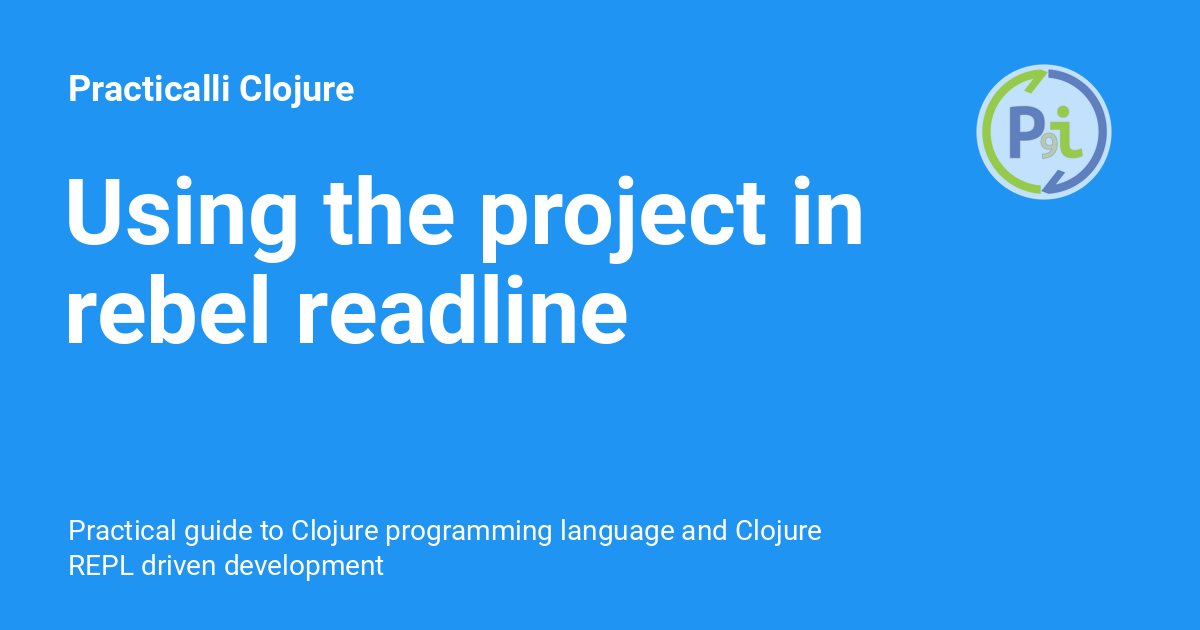 Practicalli Clojure
P9i
Using the project in
rebel readline
Practical guide to Clojure programming language and Clojure
REPL driven development